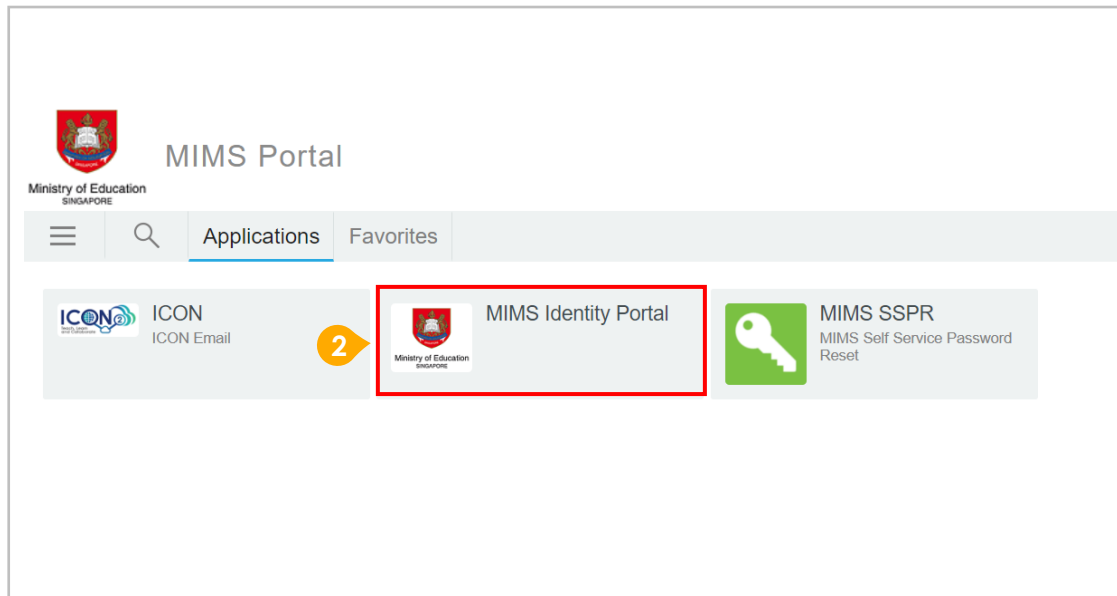 MIMS Portal
Ministry of Education
SINGAPORE
Applications
Favorites
ICON
ICON Email
2
Ministry of Education
SINGAPORE
MIMS Identity Portal
MIMS SSPR
MIMS Self Service Password
Reset